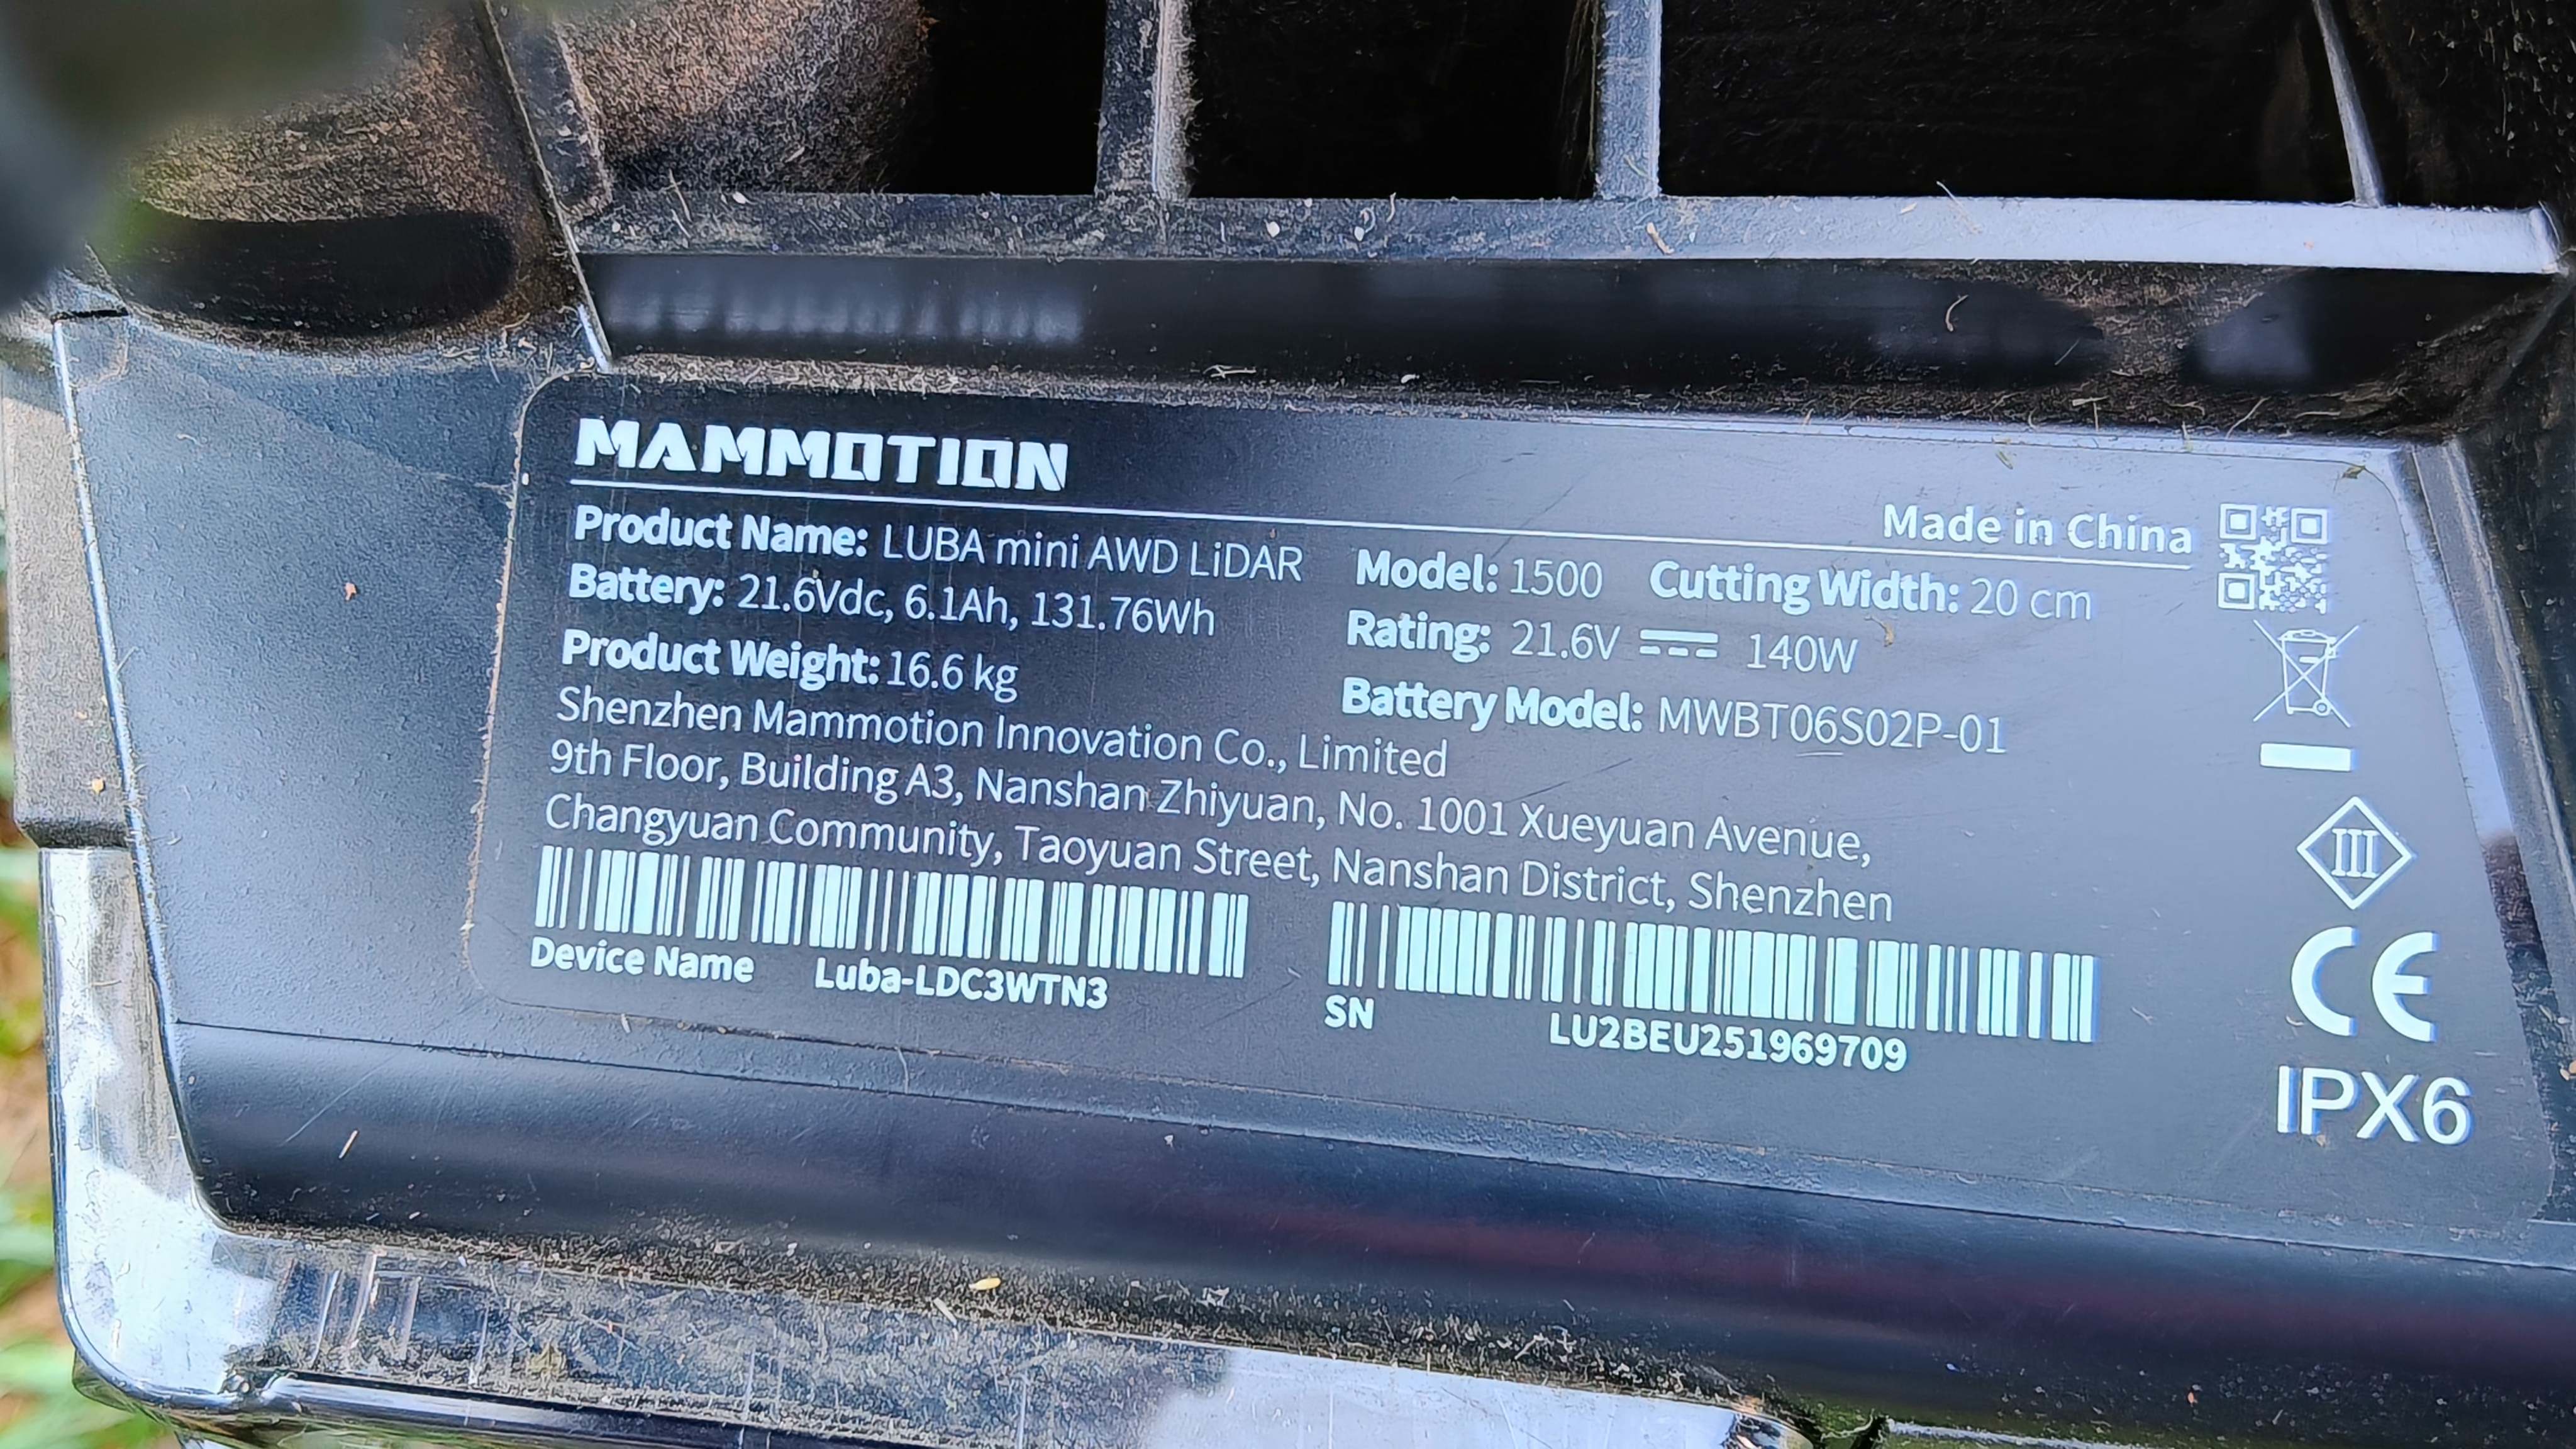 MAMMOTION
Made in China
Product Name: LUBA mini AWD LiDAR Model: 1500 Cutting Width: 20 cm
Battery: 21.6Vdc, 6.1Ah, 131.76Wh Rating: 21.6V 140W
Product Weight: 16.6 kg Battery Model: MWBT06S02P-01
Shenzhen Mammotion Innovation Co., Limited
9th Floor, Building A3, Nanshan Zhiyuan, No. 1001 Xueyuan Avenue,
Changyuan Community, Taoyuan Street, Nanshan District, Shenzhen
Device Name Luba-LDC3WTN3
SN LU2BEU251969709
III
CE
IPX6